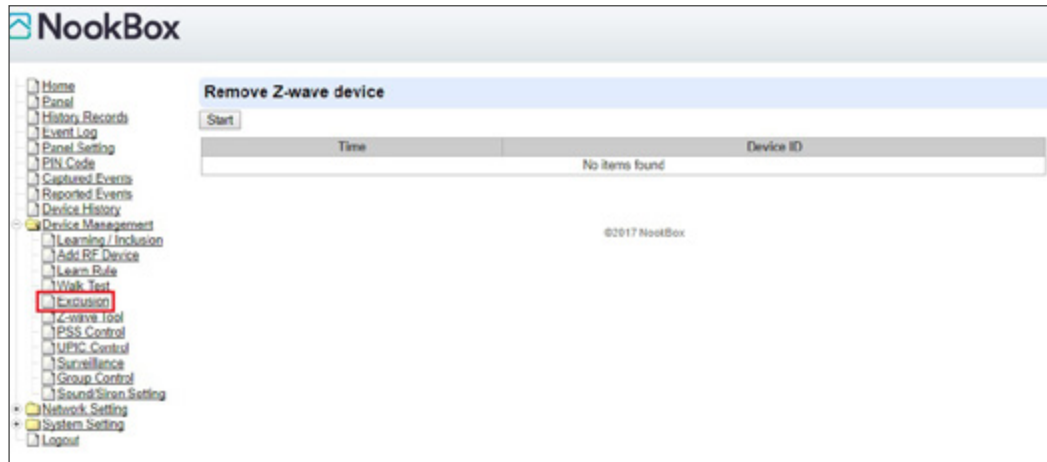 NookBox
Home
Panel
History Records
Event Log
Panel Setting
PIN Code
Captured Events
Reported Events
Device History
Device Management
Learning / Inclusion
Add RF Device
Learn Rule
Walk Test
Exclusion
Z-wave Tool
PSS Control
UPIC Control
Surveillance
Group Control
Sound/Siren Setting
Network Setting
System Setting
Logout
Remove Z-wave device
Start
Time Device ID
No items found
©2017 NookBox